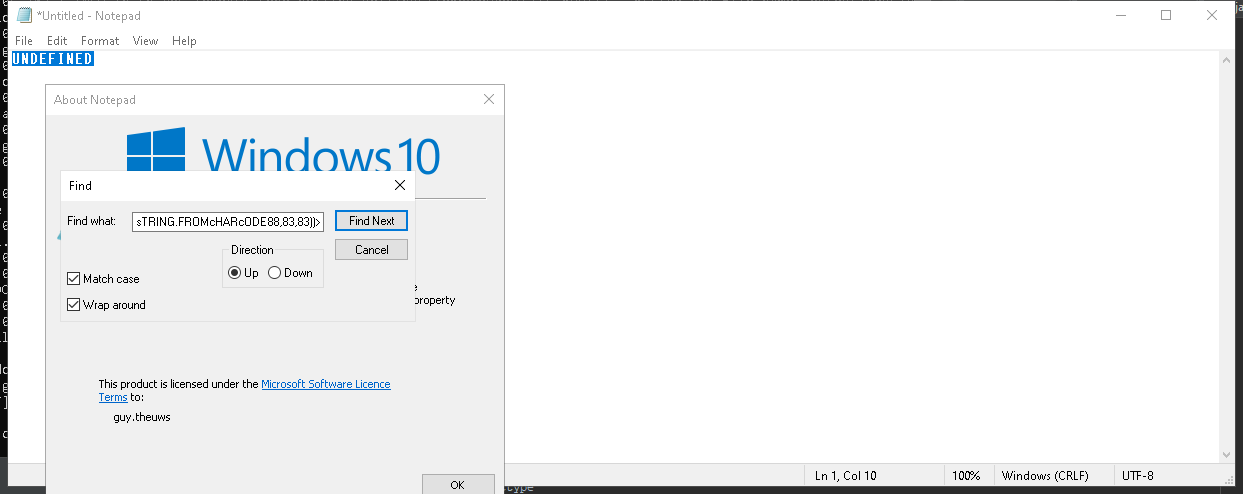 *Untitled - Notepad
File Edit Format View Help
UNDEFINED
About Notepad
Windows 10
Find
Find what: sTRING.FROMcHARcODE88,83,83))> Find Next
Cancel
Direction
Up Down
Match case
Wrap around
property
This product is licensed under the Microsoft Software Licence
Terms to:
guy.theuws
OK
Ln 1, Col 10 100% Windows (CRLF) UTF-8